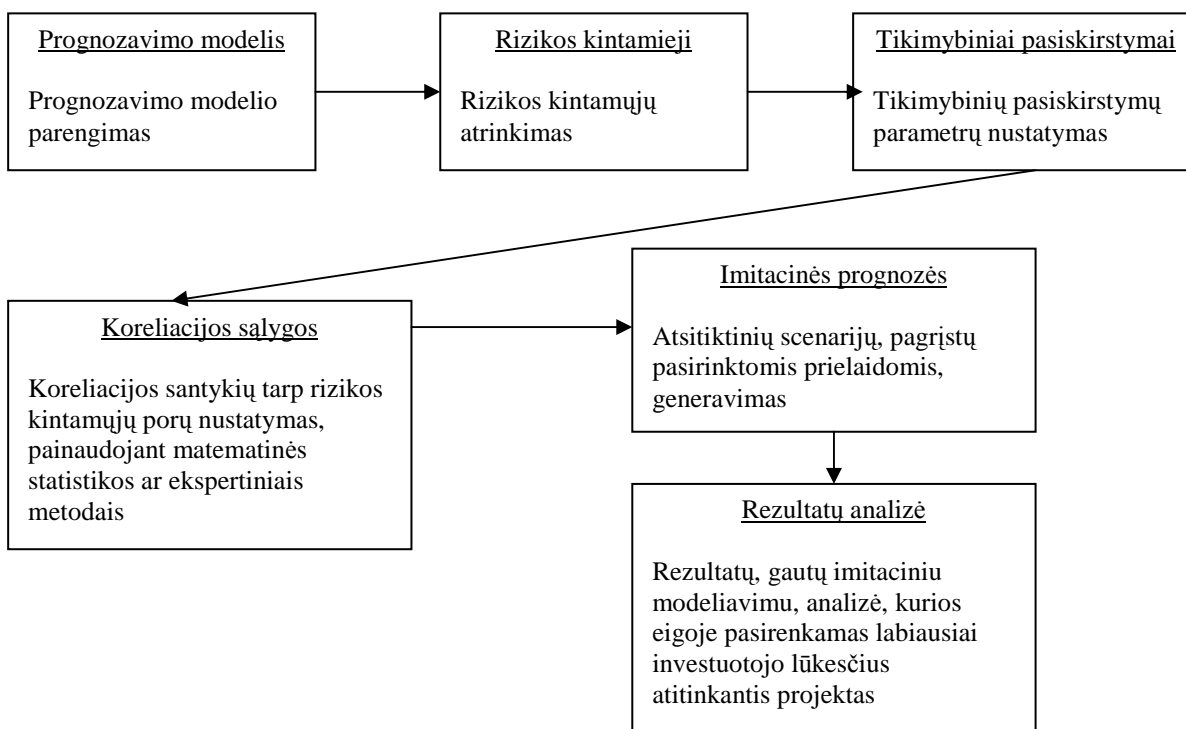 Prognozavimo modelis
Prognozavimo modelio
parengimas
Rizikos kintamieji
Rizikos kintamųjų
atrinkimas
Tikimybiniai pasiskirstymai
Tikimybinių pasiskirstymų
parametrų nustatymas
Koreliacijos sąlygos
Koreliacijos santykių tarp rizikos
kintamųjų porų nustatymas,
painaudojant matematinės
statistikos ar ekspertiniais
metodais
Imitacinės prognozės
Atsitiktinių scenarijų, pagrįstų
pasirinktomis prielaidomis,
generavimas
Rezultatų analizė
Rezultatų, gautų imitaciniu
modeliavimu, analizė, kurios
eigoje pasirenkamas labiausiai
investuotojo lūkesčius
atitinkantis projektas